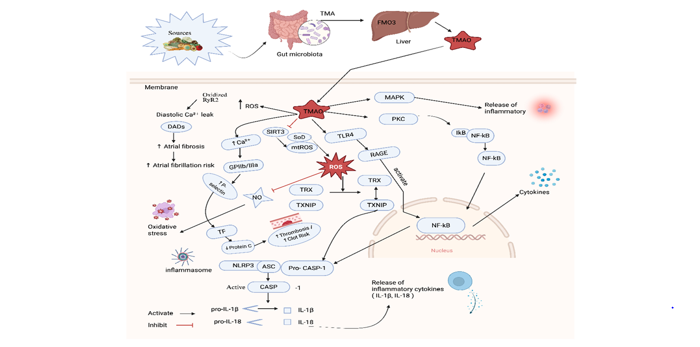 Sources
TMA
Gut microbiota
FMO3
Liver
TMAO
Membrane
Oxidized
RyR2
ROS
Diastolic Ca²⁺ leak
DADs
↑ Atrial fibrosis
↑ Atrial fibrillation risk
TMAO
MAPK
PKC
Release of
inflammatory
↑ Ca²⁺
SIRT3
SoD
mtROS
TLR4
RAGE
activate
IkB
NF-kB
NF-kB
GPIIb/IIIa
↑ P-
selectin
ROS
NO
TRX
TXNIP
TRX
TXNIP
Cytokines
Oxidative
stress
TF
↓ Protein C
↑ Thrombosis /
↑ Clot Risk
NF-kB
Nucleus
inflammasome
NLRP3
ASC
Pro- CASP-1
Active
CASP
-1
Release of
inflammatory cytokines
( IL-1β, IL-18 )
Activate
Inhibit
pro-IL-1β
IL-1β
pro-IL-18
IL-18